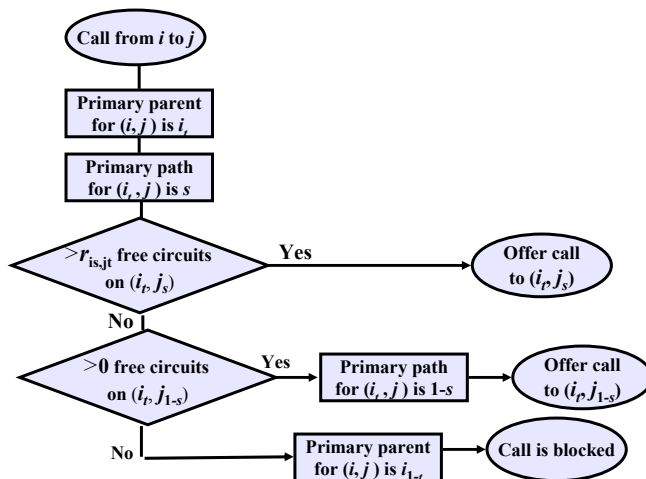 Call from i to j
Primary parent
for (i, j ) is iₜ
Primary path
for (iₜ , j ) is s
>r_is,jt free circuits
on (iₜ, jₛ)
Yes
Offer call
to (iₜ, jₛ)
No
>0 free circuits
on (iₜ, j₁₋ₛ)
Yes
Primary path
for (iₜ , j ) is 1-s
Offer call
to (iₜ, j₁₋ₛ)
No
Primary parent
for (i, j) is i₁₋ₜ
Call is blocked